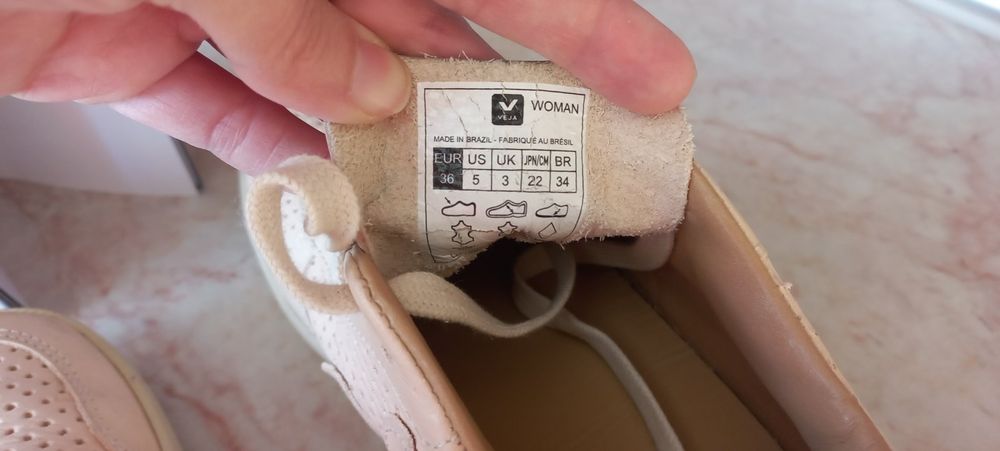 WOMAN
VEJA
MADE IN BRAZIL - FABRIQUÉ AU BRÉSIL
EUR US UK JPN/CM BR
36 5 3 22 34